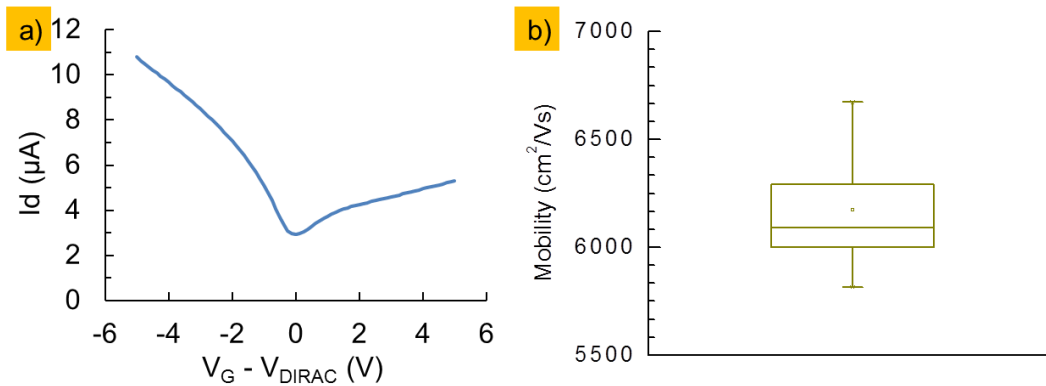 a)
12
10
8
6
4
2
0
Id (μA)
-6 -4 -2 0 2 4 6
V_G - V_DIRAC (V)
b)
7000
6500
6000
5500
Mobility (cm²/Vs)